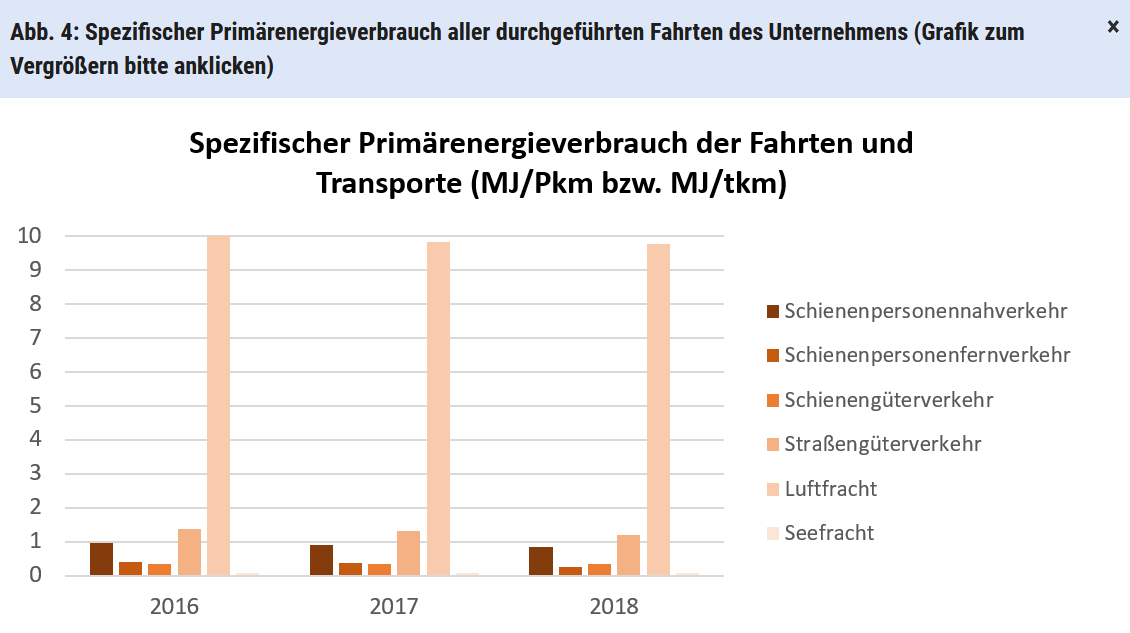 Abb. 4: Spezifischer Primärenergieverbrauch aller durchgeführten Fahrten des Unternehmens (Grafik zum
Vergrößern bitte anklicken)
×
Spezifischer Primärenergieverbrauch der Fahrten und
Transporte (MJ/Pkm bzw. MJ/tkm)
10
9
8
7
6
5
4
3
2
1
0
2016
2017
2018
Schienenpersonennahverkehr
Schienenpersonenfernverkehr
Schienengüterverkehr
Straßengüterverkehr
Luftfracht
Seefracht